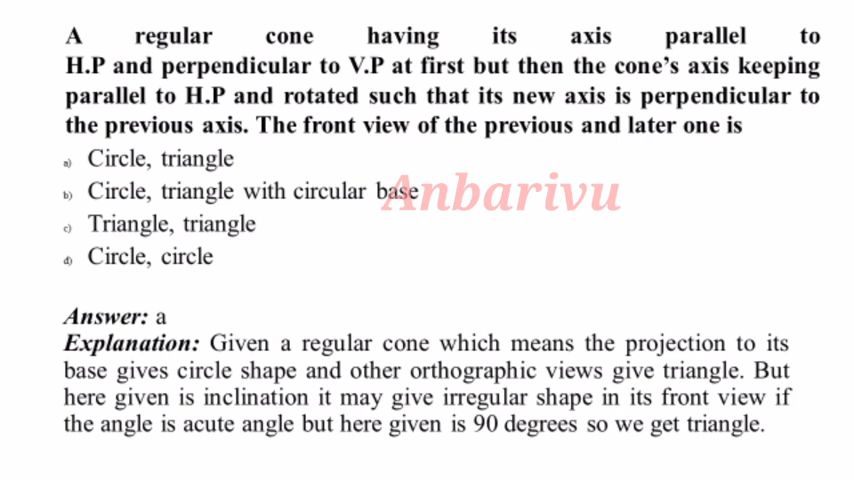 A regular cone having its axis parallel to
H.P and perpendicular to V.P at first but then the cone's axis keeping
parallel to H.P and rotated such that its new axis is perpendicular to
the previous axis. The front view of the previous and later one is
a) Circle, triangle
b) Circle, triangle with circular base
c) Triangle, triangle
d) Circle, circle
Anbarivu
Answer: a
Explanation: Given a regular cone which means the projection to its
base gives circle shape and other orthographic views give triangle. But
here given is inclination it may give irregular shape in its front view if
the angle is acute angle but here given is 90 degrees so we get triangle.